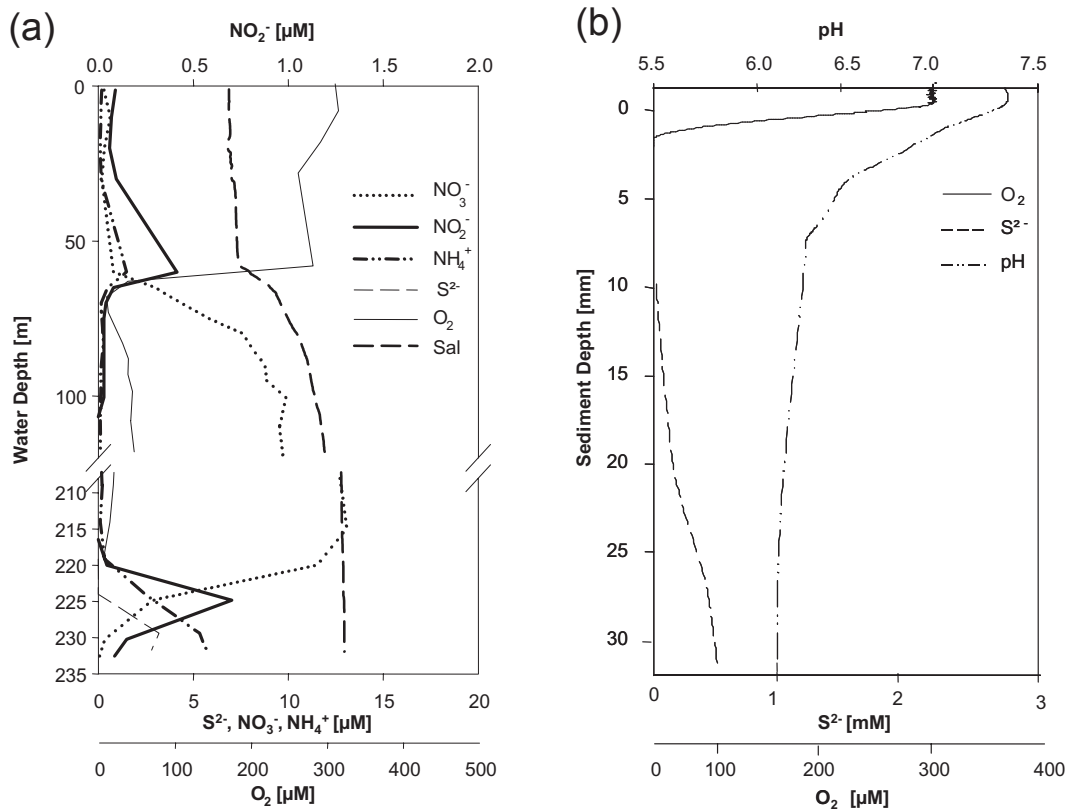 (a)
NO₂⁻ [µM]
0.0 0.5 1.0 1.5 2.0
0
50
100
210
215
220
225
230
235
Water Depth [m]
NO₃⁻
NO₂⁻
NH₄⁺
S²⁻
O₂
Sal
0 5 10 15 20
S²⁻, NO₃⁻, NH₄⁺ [µM]
0 100 200 300 400 500
O₂ [µM]
(b)
pH
5.5 6.1 6.5 7.0 7.5
0
5
10
15
20
25
30
Sediment Depth [mm]
O₂
S²⁻
pH
0 1 2 3
S²⁻ [mM]
0 100 200 300 400
O₂ [µM]